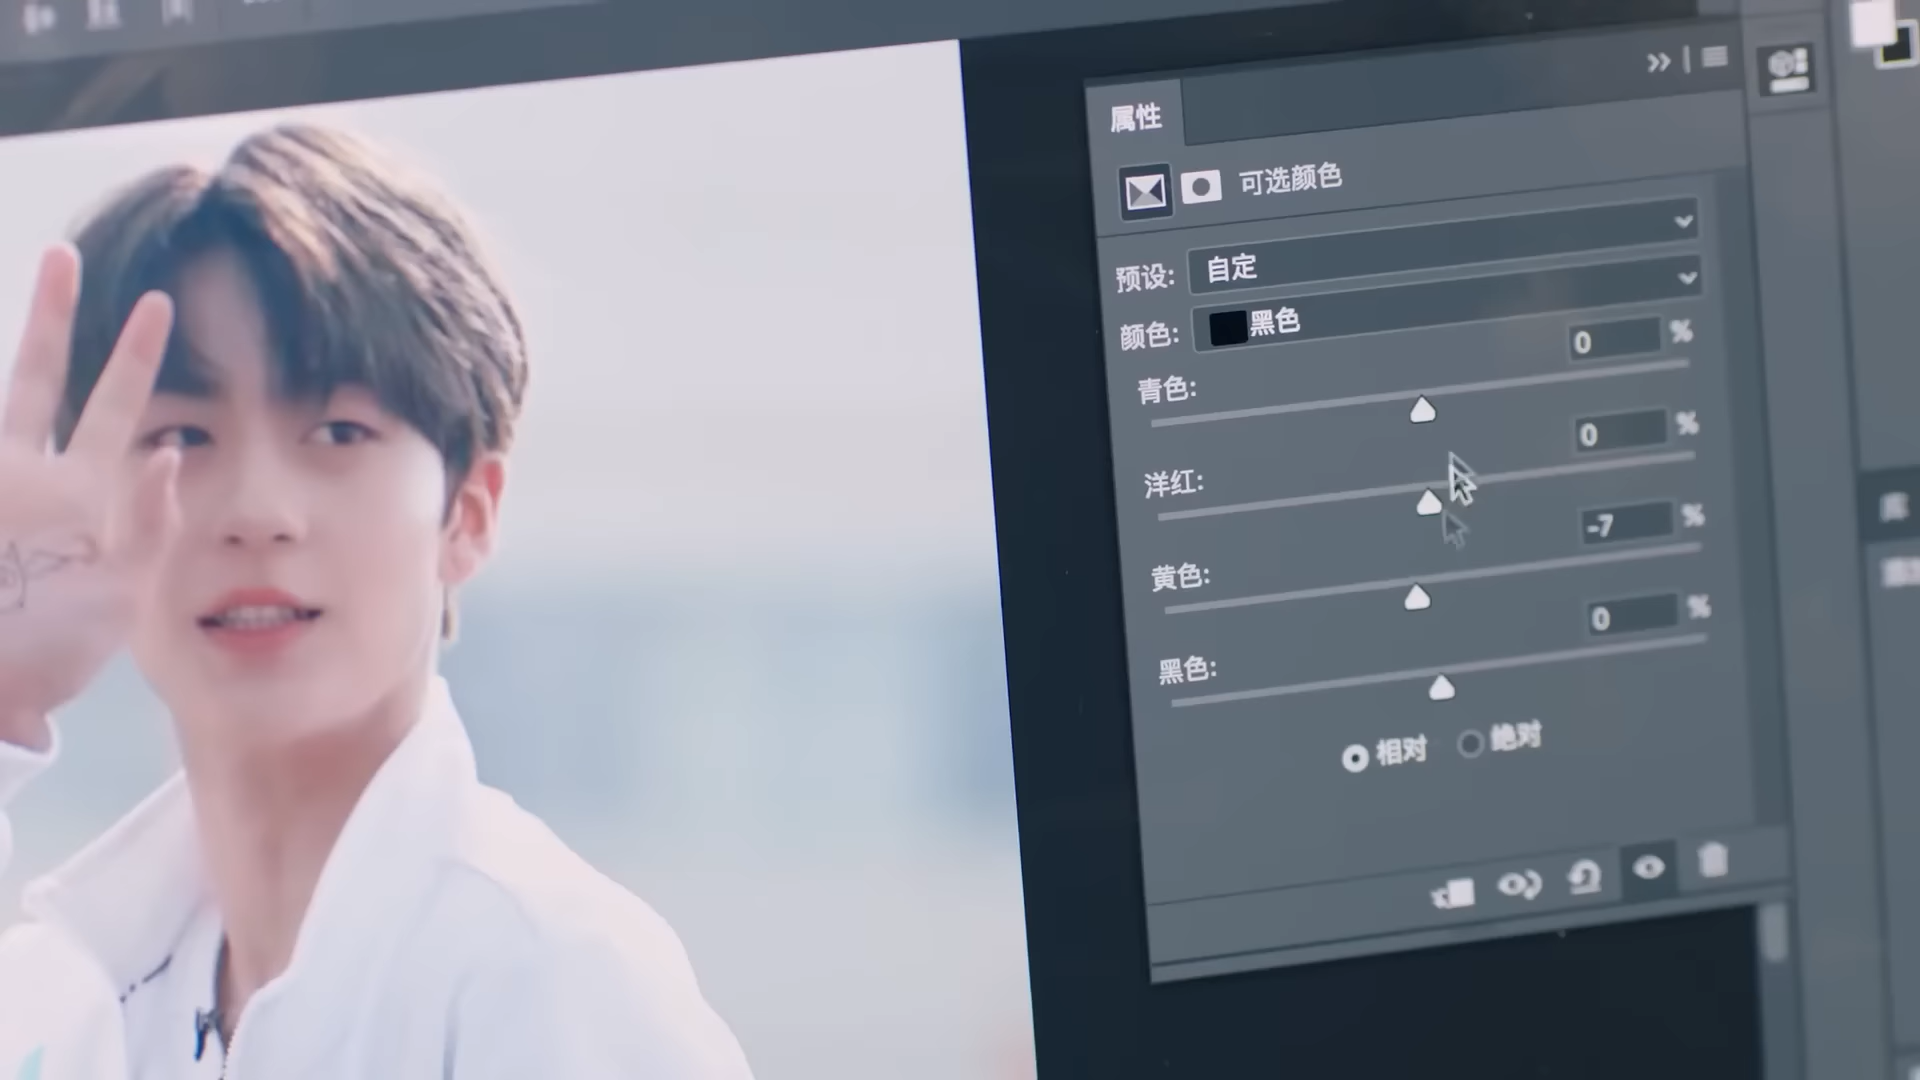 属性
可选颜色
预设: 自定
颜色: 黑色
青色: 0 %
洋红: 0 %
黄色: -7 %
黑色: 0 %
相对 绝对
库